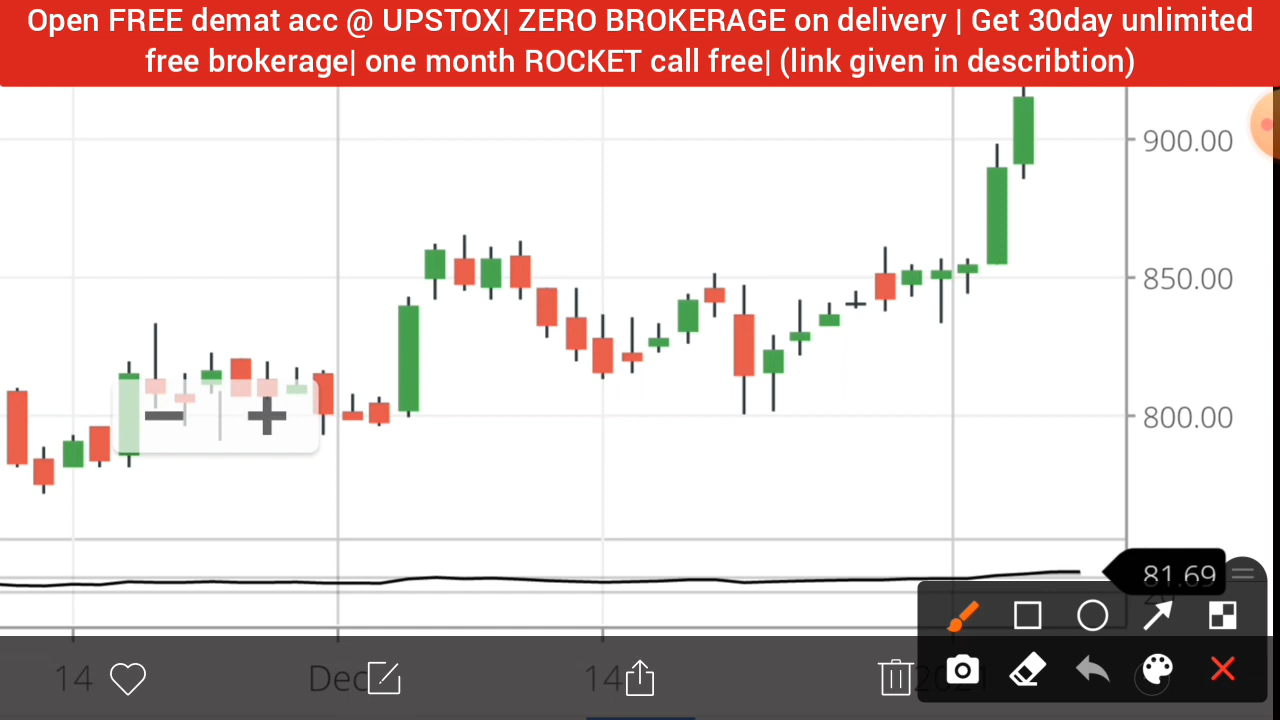 Open FREE demat acc @ UPSTOX| ZERO BROKERAGE on delivery | Get 30day unlimited
free brokerage| one month ROCKET call free| (link given in describtion)
900.00
850.00
800.00
81.69
14 Dec 14 2021